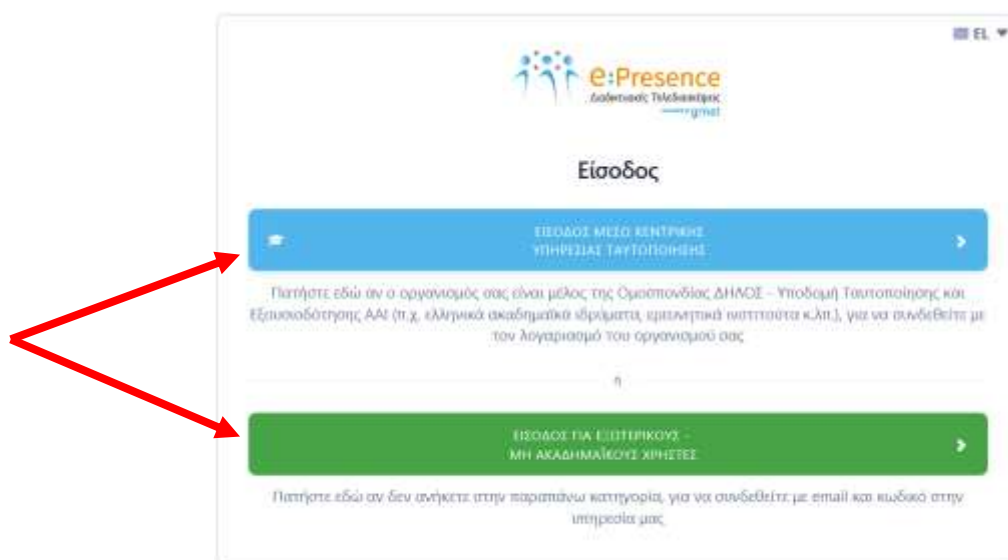 EL
e:Presence
Διαδικτυακές Τηλεδιασκέψεις
grnet
Είσοδος
ΕΙΣΟΔΟΣ ΜΕΣΩ ΚΕΝΤΡΙΚΗΣ
ΥΠΗΡΕΣΙΑΣ ΤΑΥΤΟΠΟΙΗΣΗΣ
Πατήστε εδώ αν ο οργανισμός σας είναι μέλος της Ομοσπονδίας ΔΗΛΟΣ - Υποδομή Ταυτοποίησης και
Εξουσιοδότησης ΑΑΙ (π.χ. ελληνικά ακαδημαϊκά ιδρύματα, ερευνητικά ινστιτούτα κ.λπ.), για να συνδεθείτε με
τον λογαριασμό του οργανισμού σας
ή
ΕΙΣΟΔΟΣ ΓΙΑ ΕΞΩΤΕΡΙΚΟΥΣ -
ΜΗ ΑΚΑΔΗΜΑΪΚΟΥΣ ΧΡΗΣΤΕΣ
Πατήστε εδώ αν δεν ανήκετε στην παραπάνω κατηγορία, για να συνδεθείτε με email και κωδικό στην
υπηρεσία μας